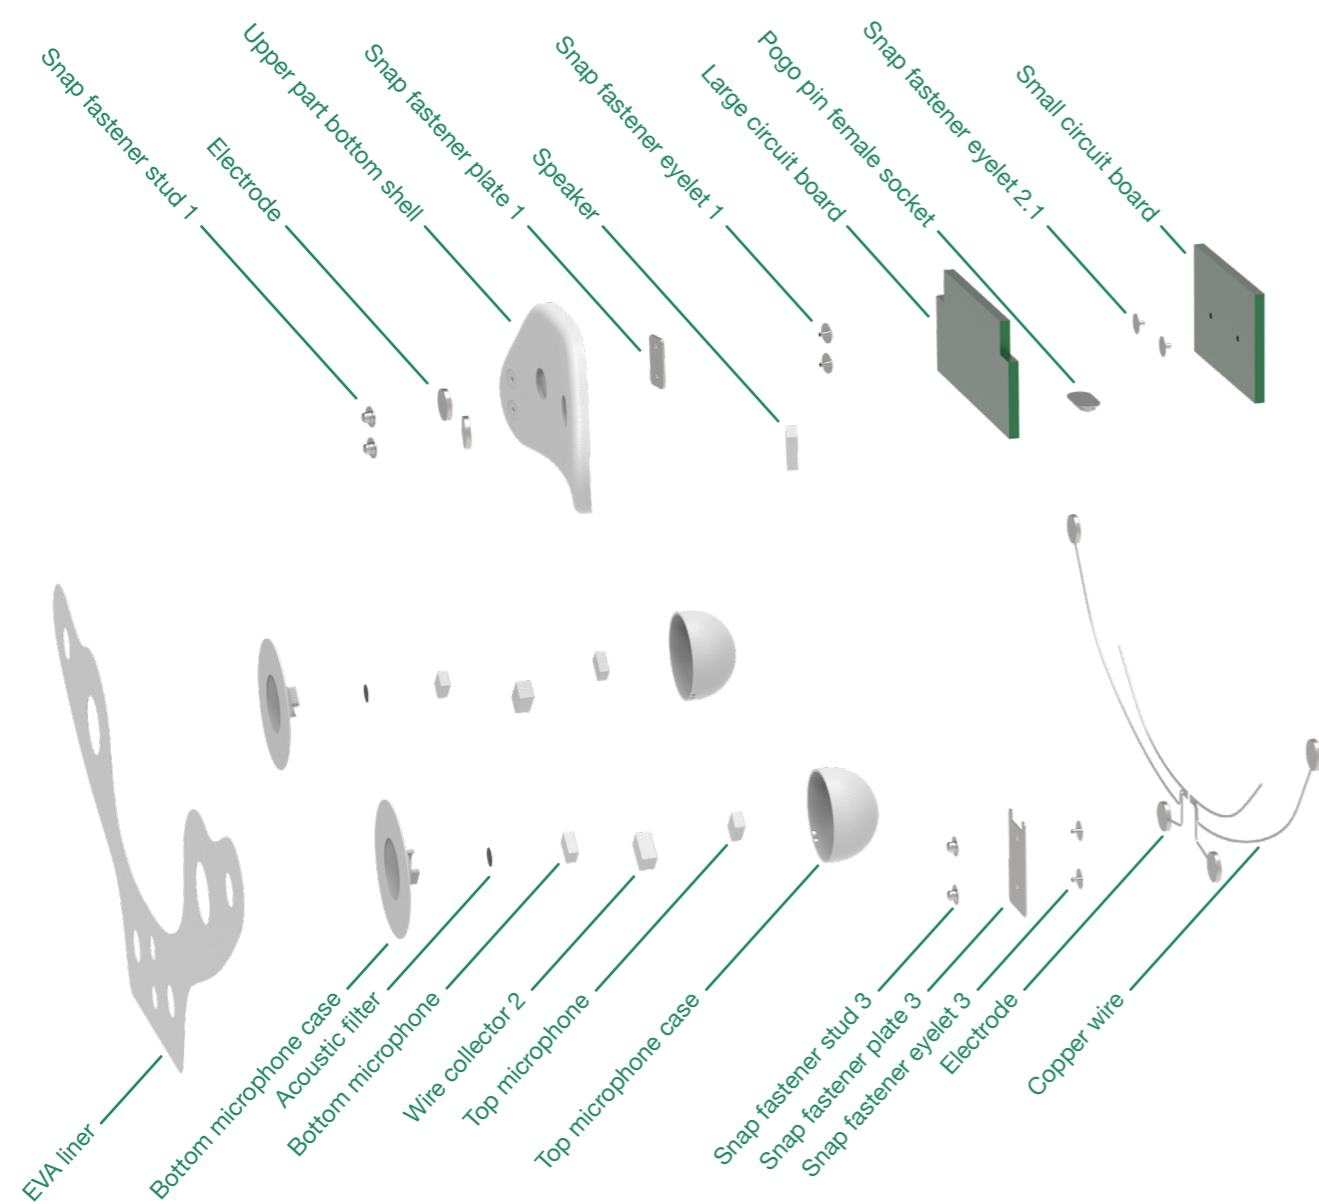 Snap fastener stud 1
Electrode
Upper part bottom shell
Snap fastener plate 1
Speaker
Snap fastener eyelet 1
Large circuit board
Pogo pin female socket
Snap fastener eyelet 2.1
Small circuit board
EVA liner
Bottom microphone case
Acoustic filter
Bottom microphone
Wire collector 2
Top microphone
Top microphone case
Snap fastener stud 3
Snap fastener plate 3
Snap fastener eyelet 3
Electrode
Copper wire